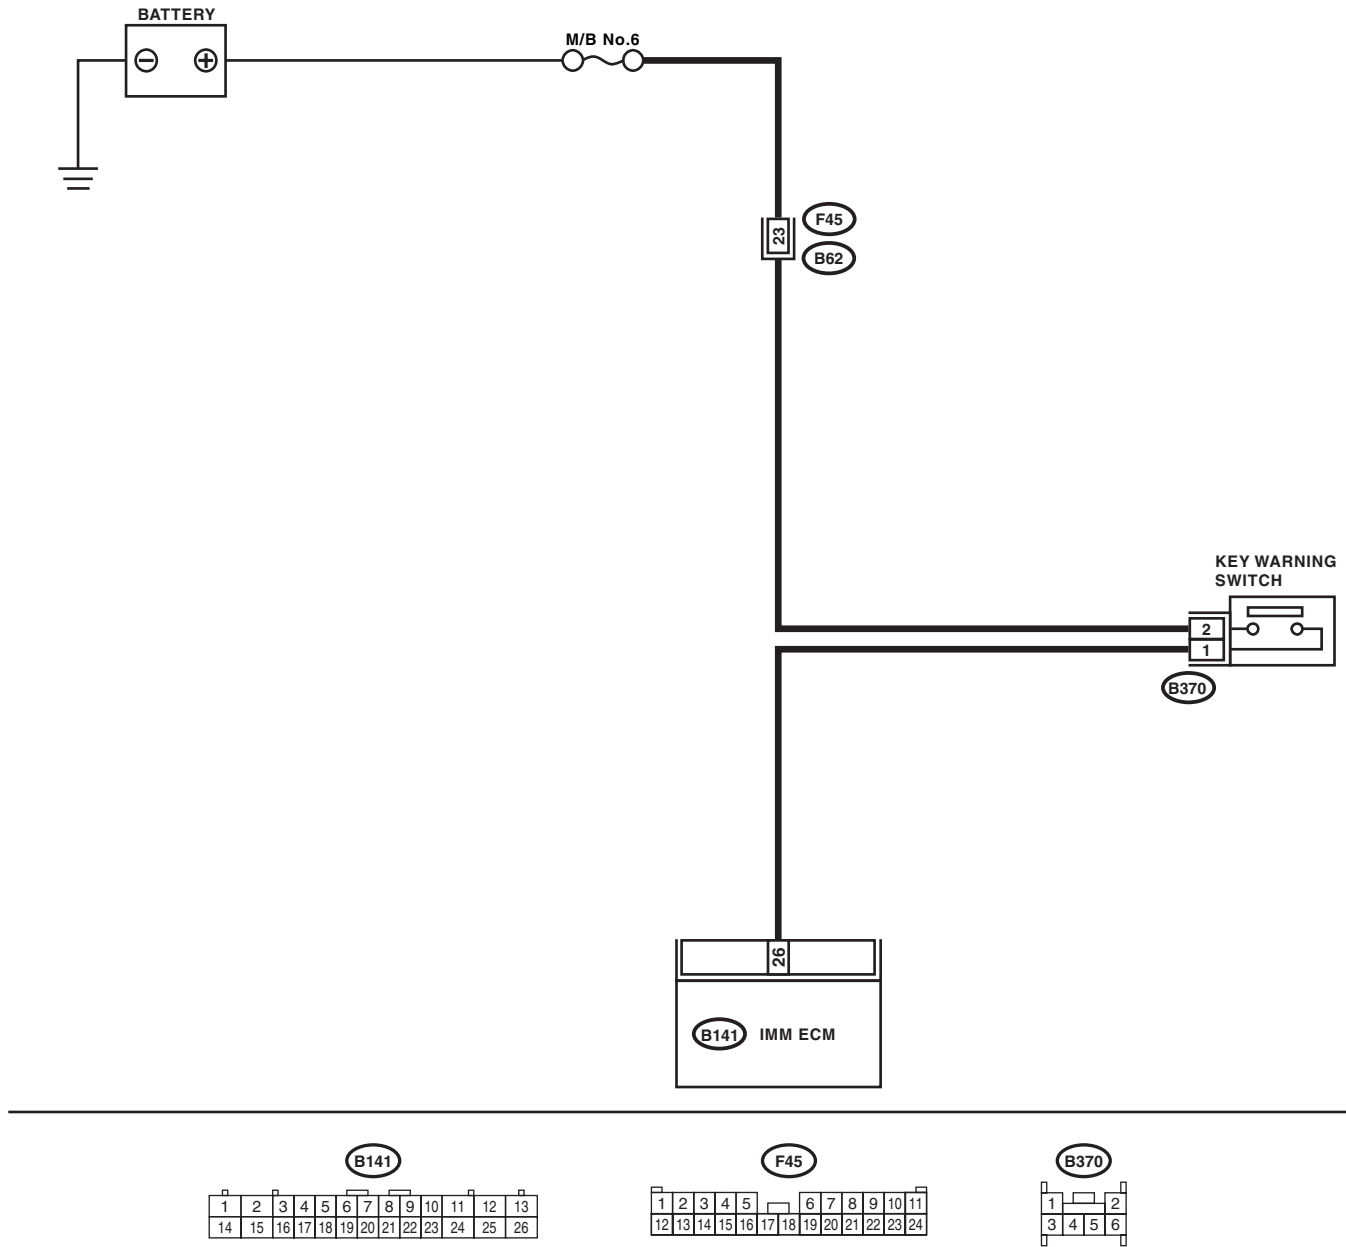 BATTERY
M/B No.6
23
F45
B62
KEY WARNING
SWITCH
2
1
B370
26
B141 IMM ECM
B141
1 2 3 4 5 6 7 8 9 10 11 12 13
14 15 16 17 18 19 20 21 22 23 24 25 26
F45
1 2 3 4 5 6 7 8 9 10 11
12 13 14 15 16 17 18 19 20 21 22 23 24
B370
1 2
3 4 5 6